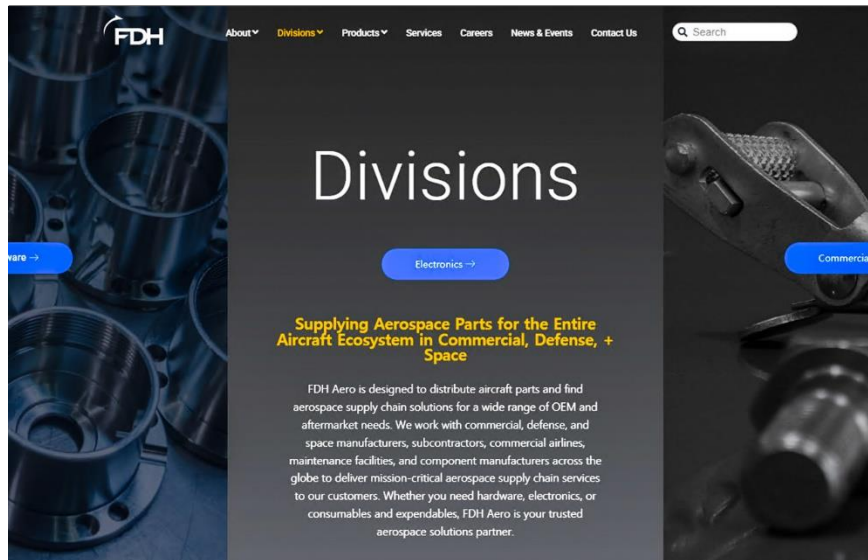 FDH
About
Divisions
Products
Services
Careers
News & Events
Contact Us
Search
Divisions
ware →
Electronics →
Commercia
Supplying Aerospace Parts for the Entire
Aircraft Ecosystem in Commercial, Defense, +
Space
FDH Aero is designed to distribute aircraft parts and find
aerospace supply chain solutions for a wide range of OEM and
aftermarket needs. We work with commercial, defense, and
space manufacturers, subcontractors, commercial airlines,
maintenance facilities, and component manufacturers across the
globe to deliver mission-critical aerospace supply chain services
to our customers. Whether you need hardware, electronics, or
consumables and expendables, FDH Aero is your trusted
aerospace solutions partner.